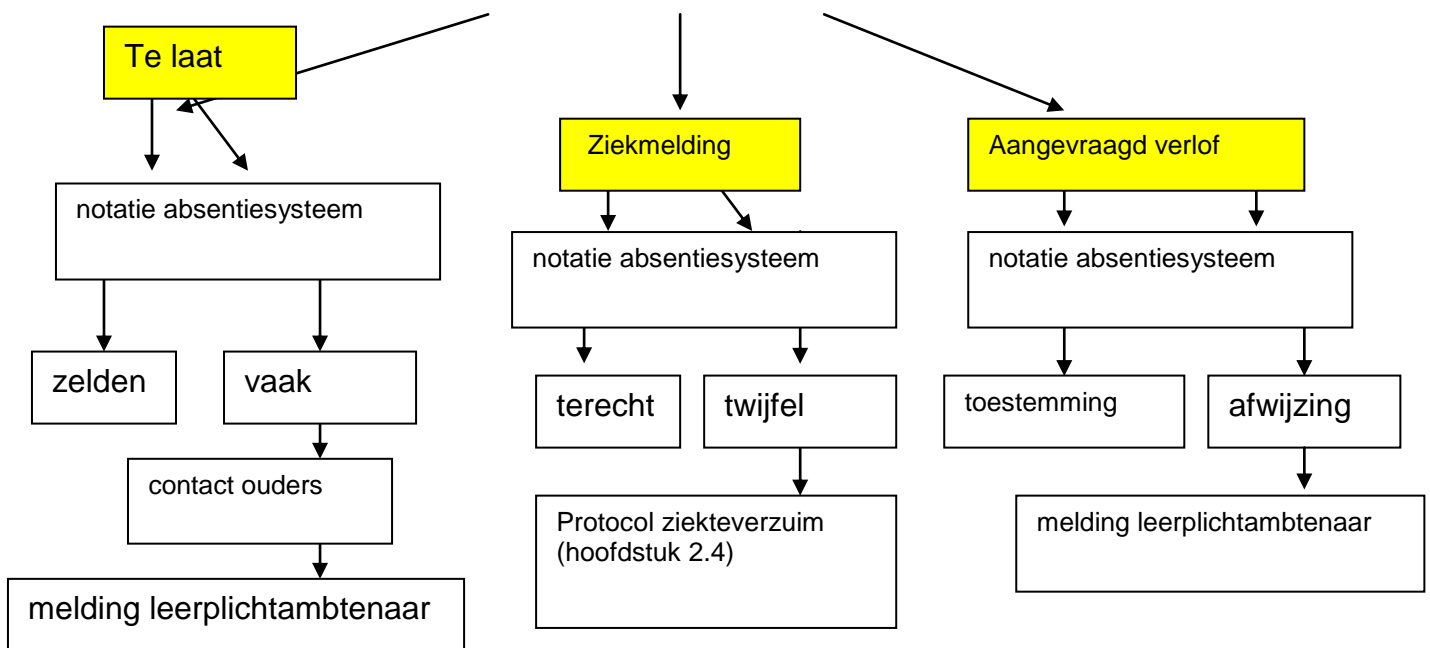 Te laat
Ziekmelding
Aangevraagd verlof
notatie absentiesysteem
notatie absentiesysteem
notatie absentiesysteem
zelden
vaak
terecht
twijfel
toestemming
afwijzing
contact ouders
Protocol ziekteverzuim
(hoofdstuk 2.4)
melding leerplichtambtenaar
melding leerplichtambtenaar